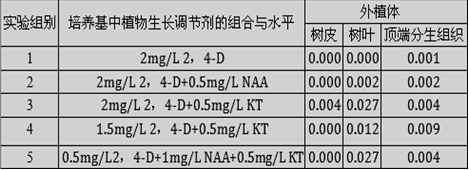 实验组别 培养基中植物生长调节剂的组合与水平 外植体
树皮 树叶 顶端分生组织
1 2mg/L 2，4-D 0.000 0.000 0.001
2 2mg/L 2，4-D+0.5mg/L NAA 0.000 0.002 0.002
3 2mg/L 2，4-D+0.5mg/L KT 0.004 0.027 0.004
4 1.5mg/L 2，4-D+0.5mg/L KT 0.000 0.012 0.009
5 0.5mg/L2，4-D+1mg/L NAA+0.5mg/L KT 0.000 0.027 0.004